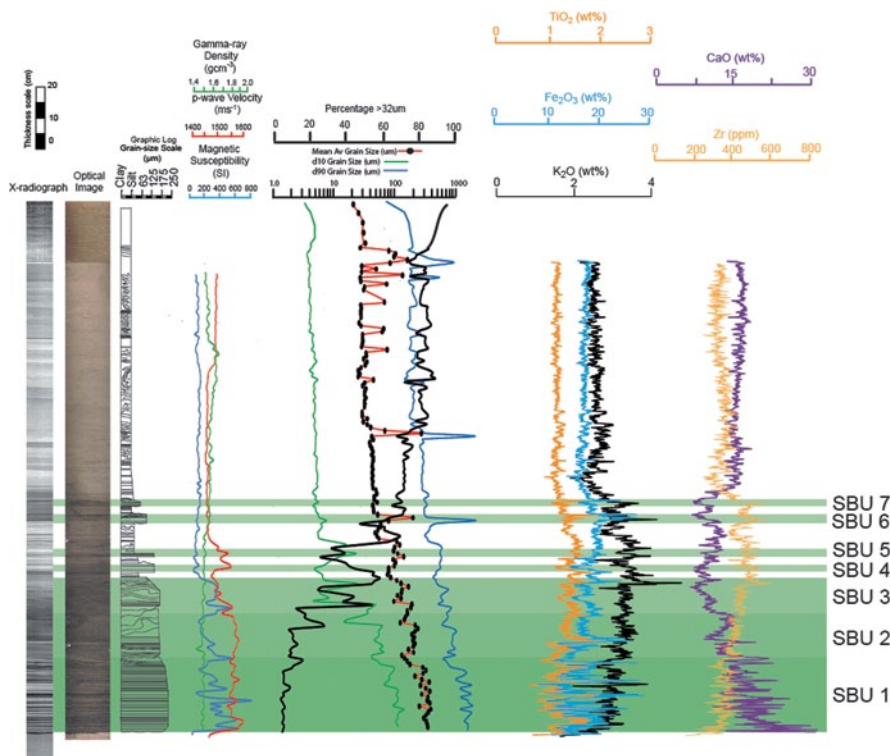 TiO2 (wt%)
0 1 2 3
Gamma-ray
Density
(gcm-3)
1.4 1.6 1.8 2.0
p-wave Velocity
(ms-1)
1400 1500 1600
Magnetic
Susceptibility
(SI)
0 200 400 600 800
CaO (wt%)
0 15 30
Fe2O3 (wt%)
0 10 20 30
Percentage >32um
0 20 40 60 80 100
Mean Av Grain Size (um)
d10 Grain Size (um)
d90 Grain Size (um)
1.0 10 100 1000
Zr (ppm)
0 200 400 600 800
K2O (wt%)
0 2 4
Thickness scale (cm)
20
10
0
Graphic Log
Grain-size Scale
(µm)
Clay
Silt
63
125
175
250
X-radiograph
Optical
Image
SBU 7
SBU 6
SBU 5
SBU 4
SBU 3
SBU 2
SBU 1